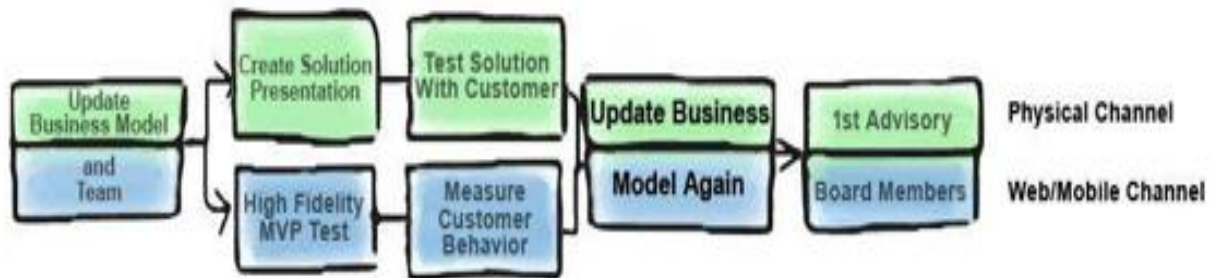 Update
Business Model
and
Team
Create Solution
Presentation
Test Solution
With Customer
High Fidelity
MVP Test
Measure
Customer
Behavior
Update Business
Model Again
1st Advisory
Board Members
Physical Channel
Web/Mobile Channel